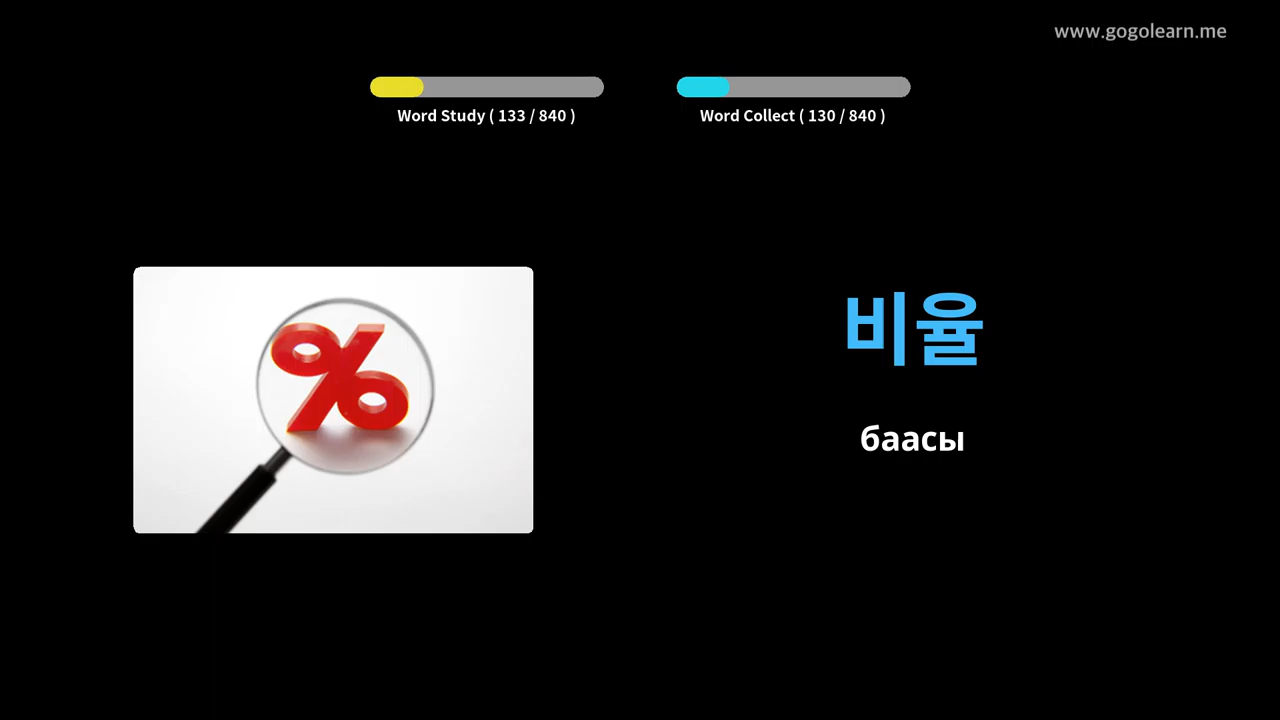 www.gogolearn.me
Word Study ( 133 / 840 )
Word Collect ( 130 / 840 )
%
비율
баасы